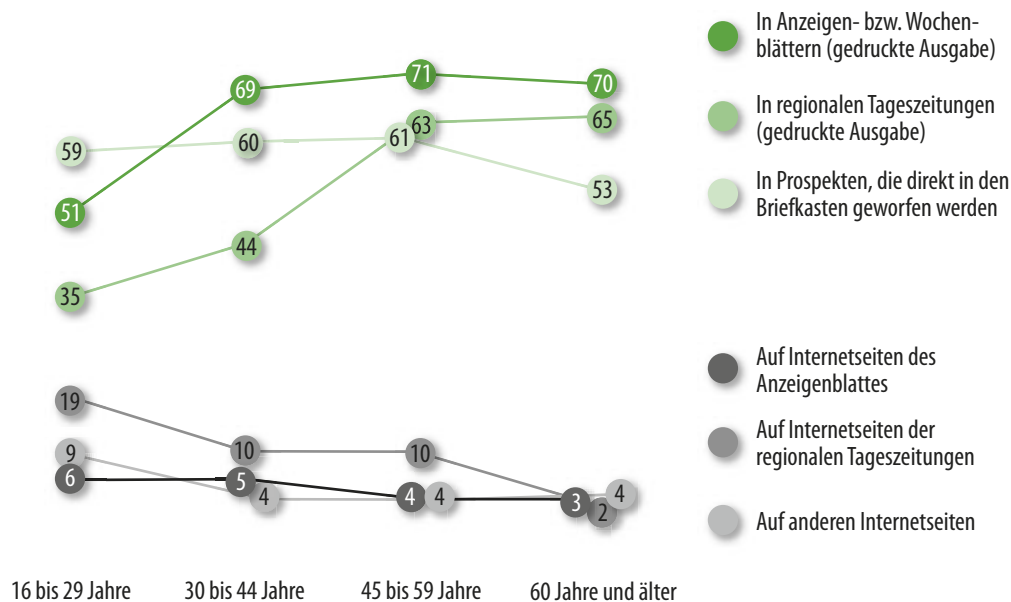 In Anzeigen- bzw. Wochen-
blättern (gedruckte Ausgabe)
In regionalen Tageszeitungen
(gedruckte Ausgabe)
In Prospekten, die direkt in den
Briefkasten geworfen werden
71
69
70
63
65
59
60
61
53
51
44
35
Auf Internetseiten des
Anzeigenblattes
Auf Internetseiten der
regionalen Tageszeitungen
Auf anderen Internetseiten
19
9
10
10
6
5
4
4
4
3
2
4
16 bis 29 Jahre
30 bis 44 Jahre
45 bis 59 Jahre
60 Jahre und älter